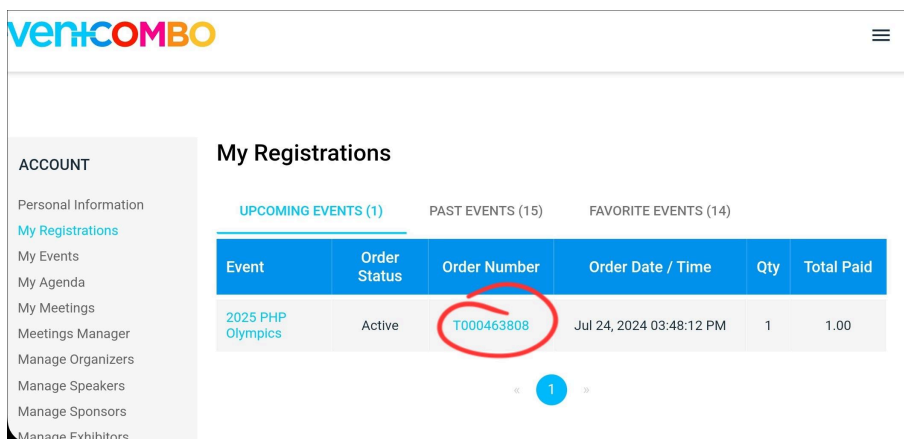 ventCOMBO
ACCOUNT
Personal Information
My Registrations
My Events
My Agenda
My Meetings
Meetings Manager
Manage Organizers
Manage Speakers
Manage Sponsors
Manage Exhibitors
My Registrations
UPCOMING EVENTS (1) PAST EVENTS (15) FAVORITE EVENTS (14)
Event Order Status Order Number Order Date / Time Qty Total Paid
2025 PHP Olympics Active T000463808 Jul 24, 2024 03:48:12 PM 1 1.00
« 1 »